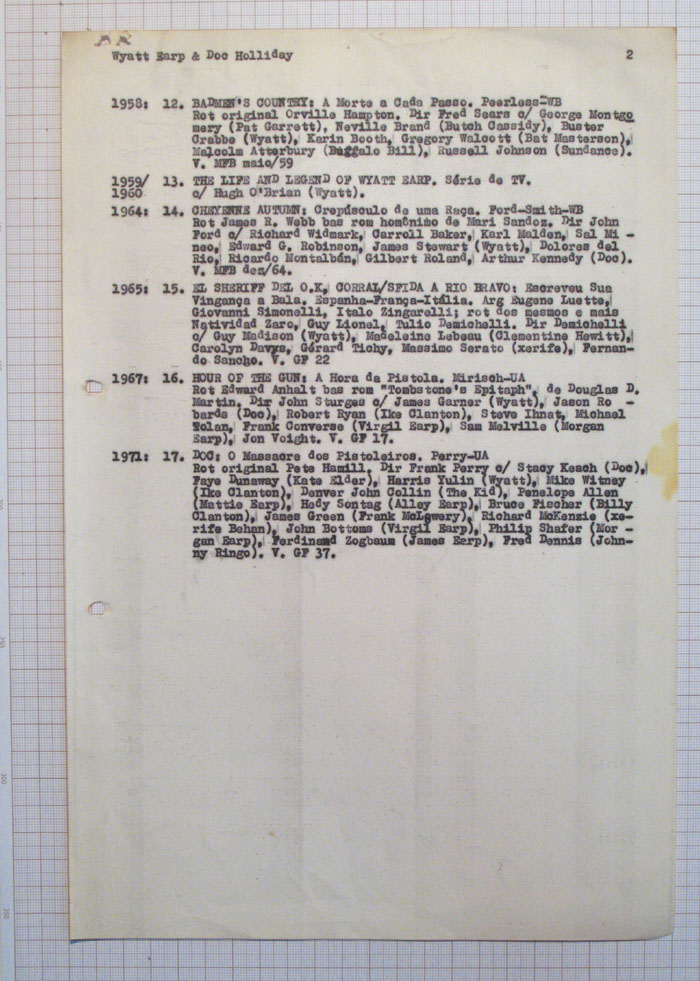 Wyatt Earp & Doc Holliday 2
1958: 12. BADMEN'S COUNTRY: A Morte a Cada Passo. Peerless-WB
Rot original Orville Hampton. Dir Fred Sears c/ George Montgo
mery (Pat Garrett), Neville Brand (Butch Cassidy), Buster
Crabbe (Wyatt), Karin Booth, Gregory Walcott (Bat Masterson),
Malcolm Atterbury (Buffalo Bill), Russell Johnson (Sundance).
V. MFB maio/59
1959/ 13. THE LIFE AND LEGEND OF WYATT EARP. Série de TV.
1960 c/ Hugh O'Brian (Wyatt).
1964: 14. CHEYENNE AUTUMN: Crepúsculo de uma Raça. Ford-Smith-WB
Rot James R. Webb bas rom homônimo de Mari Sandoz. Dir John
Ford c/ Richard Widmark, Carroll Baker, Karl Malden, Sal Mi -
neo, Edward G. Robinson, James Stewart (Wyatt), Dolores del
Rio, Ricardo Montalbán, Gilbert Roland, Arthur Kennedy (Doc).
V. MFB dez/64.
1965: 15. EL SHERIFF DEL O.K. CORRAL/SFIDA A RIO BRAVO: Escreveu Sua
Vingança a Bala. Espanha-França-Itália. Arg Eugene Luette,
Giovanni Simonelli, Italo Zingarelli; rot dos mesmos e mais
Natividad Zaro, Guy Lionel, Tulio Demichelli. Dir Demichelli
c/ Guy Madison (Wyatt), Madeleine Lebeau (Clementine Hewitt),
Carolyn Davys, Gérard Tichy, Massimo Serato (xerife), Fernan-
do Sancho. V. GF 22
1967: 16. HOUR OF THE GUN: A Hora da Pistola. Mirisch-UA
Rot Edward Anhalt bas rom "Tombstone's Epitaph", de Douglas D.
Martin. Dir John Sturges c/ James Garner (Wyatt), Jason Ro -
bards (Doc), Robert Ryan (Ike Clanton), Steve Ihnat, Michael
Tolan, Frank Converse (Virgil Earp), Sam Melville (Morgan
Earp), Jon Voight. V. GF 17.
1971: 17. DOC: O Massacre dos Pistoleiros. Perry-UA
Rot original Pete Hamill. Dir Frank Perry c/ Stacy Keach (Doc),
Faye Dunaway (Kate Elder), Harris Yulin (Wyatt), Mike Witney
(Ike Clanton), Denver John Collin (The Kid), Penelope Allen
(Mattie Earp), Hedy Sontag (Alley Earp), Bruce Fischer (Billy
Clanton), James Green (Frank McLowery), Richard McKenzie (xe-
rife Behan), John Bottoms (Virgil Earp), Philip Shafer (Mor -
gan Earp), Ferdinand Zogbaum (James Earp), Fred Dennis (John-
ny Ringo). V. GF 37.